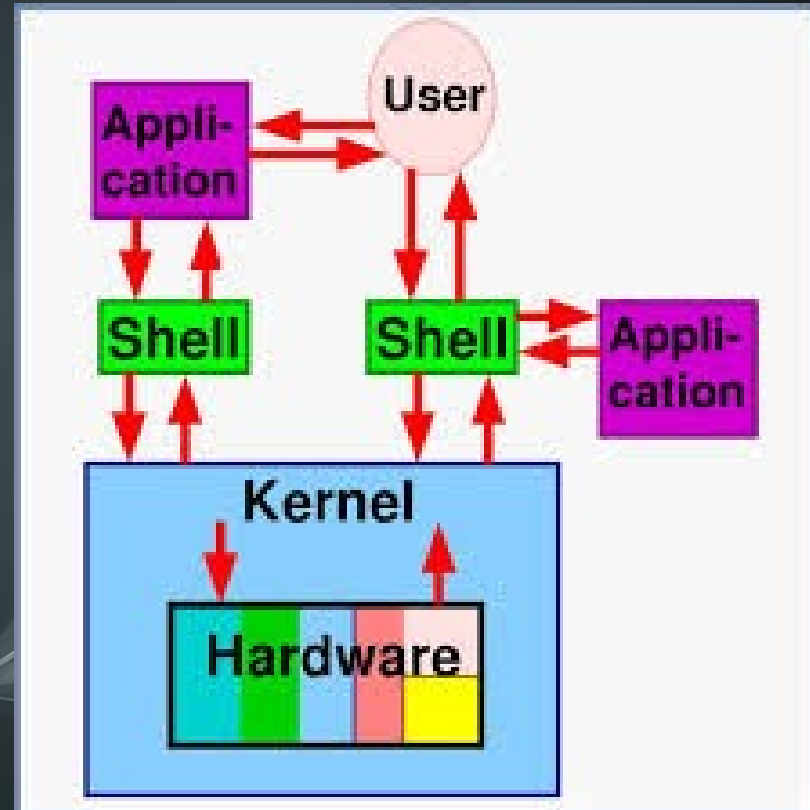 User
Appli-
cation
Shell
Shell
Appli-
cation
Kernel
Hardware